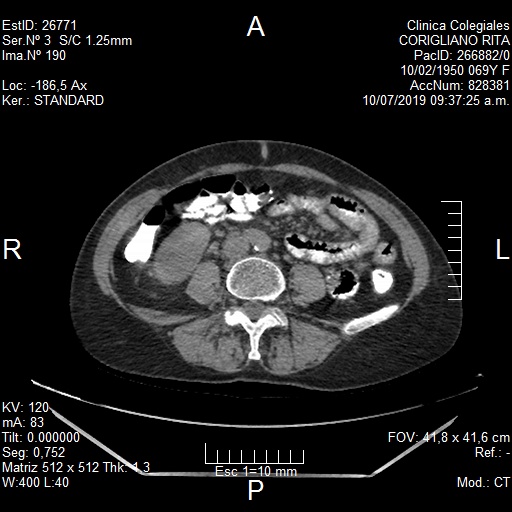 EstID: 26771
Ser.Nº 3 S/C 1.25mm
Ima.Nº 190
Loc: -186,5 Ax
Ker.: STANDARD
A
Clinica Colegiales
CORIGLIANO RITA
PacID: 266882/0
10/02/1950 069Y F
AccNum: 828381
10/07/2019 09:37:25 a.m.
R
L
KV: 120
mA: 83
Tilt: 0.000000
Seg: 0,752
Matriz 512 x 512 Thk: 1.3
W:400 L:40
Esc 1=10 mm
P
FOV: 41,8 x 41,6 cm
Ref.: -
Mod.: CT